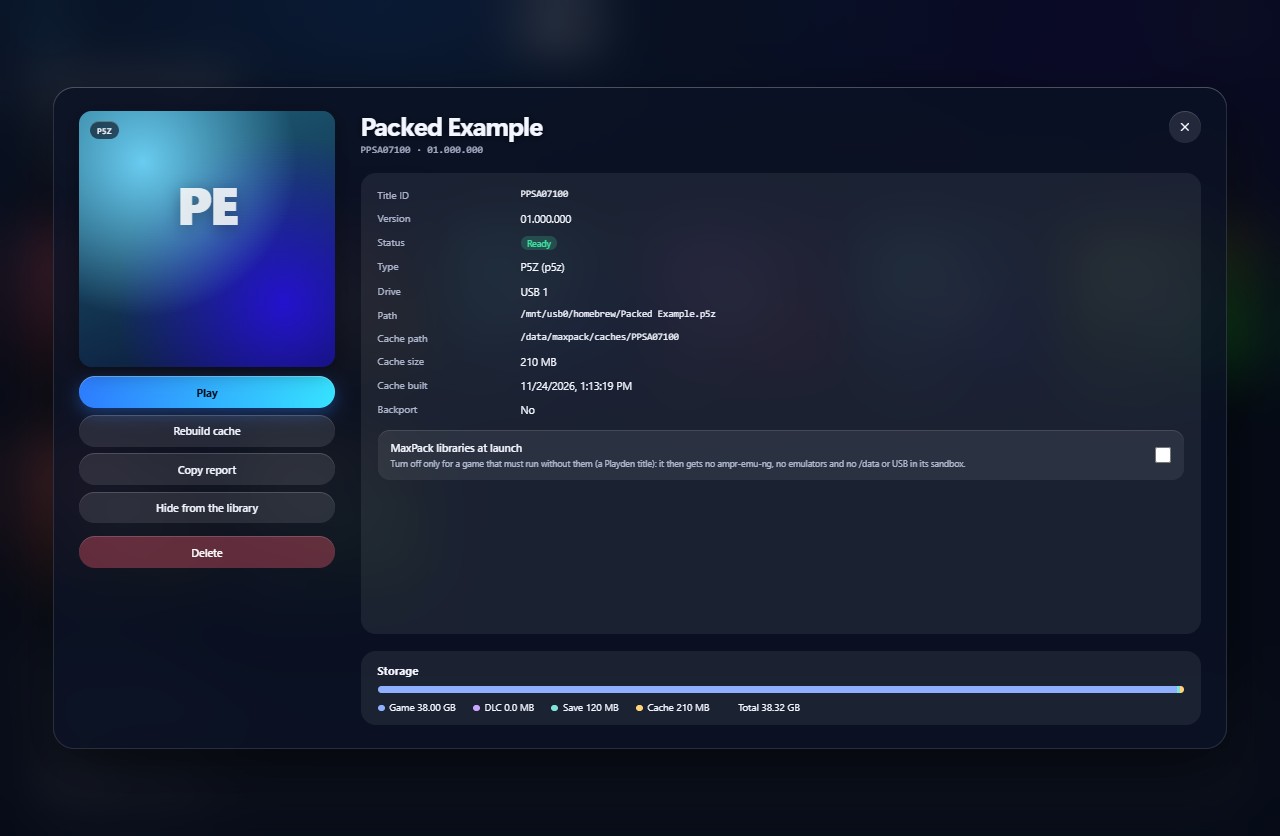 P5Z
PE
Play
Rebuild cache
Copy report
Hide from the library
Delete
Packed Example
PPSA07100 · 01.000.000
×
Title ID PPSA07100
Version 01.000.000
Status Ready
Type P5Z (p5z)
Drive USB 1
Path /mnt/usb0/homebrew/Packed Example.p5z
Cache path /data/maxpack/caches/PPSA07100
Cache size 210 MB
Cache built 11/24/2026, 1:13:19 PM
Backport No
MaxPack libraries at launch
Turn off only for a game that must run without them (a Playden title): it then gets no ampr-emu-ng, no emulators and no /data or USB in its sandbox.
Storage
Game 38.00 GB DLC 0.0 MB Save 120 MB Cache 210 MB Total 38.32 GB